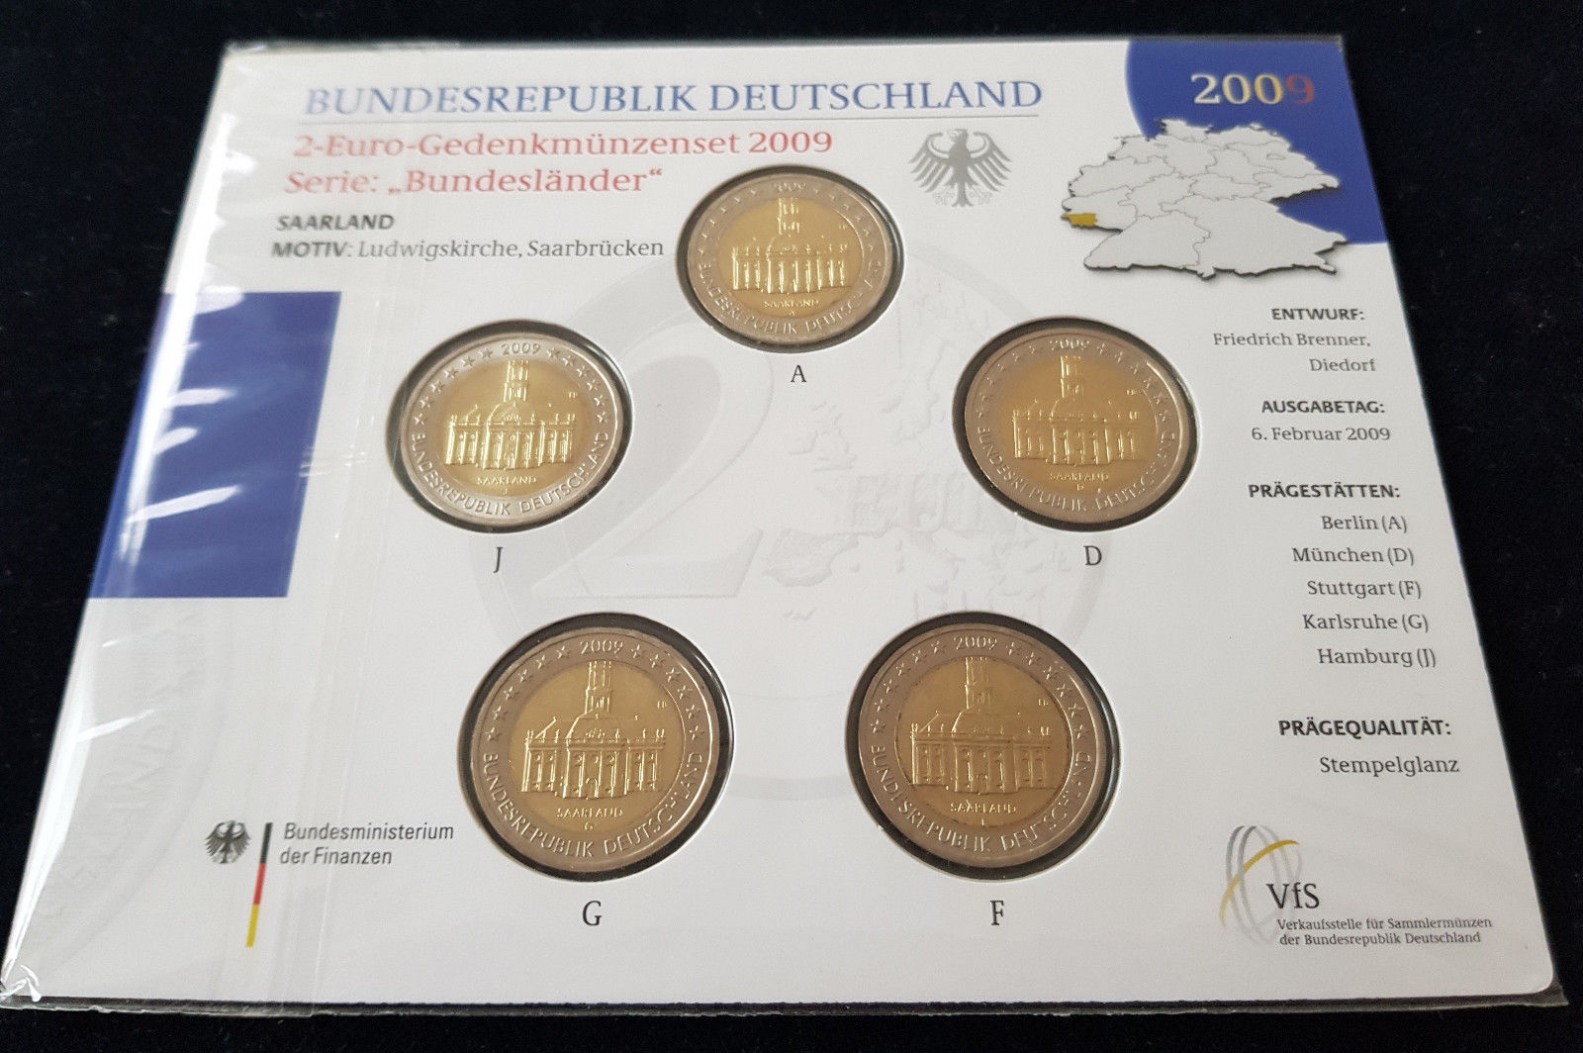 BUNDESREPUBLIK DEUTSCHLAND
2009
2-Euro-Gedenkmünzenset 2009
Serie: „Bundesländer“
SAARLAND
MOTIV: Ludwigskirche, Saarbrücken
2009
SAARLAND
A
BUNDESREPUBLIK DEUTSCHLAND
A
2009
SAARLAND
J
BUNDESREPUBLIK DEUTSCHLAND
J
2009
SAARLAND
D
BUNDESREPUBLIK DEUTSCHLAND
D
2009
SAARLAND
G
BUNDESREPUBLIK DEUTSCHLAND
G
2009
SAARLAND
BUNDESREPUBLIK DEUTSCHLAND
F
2 EURO
ENTWURF:
Friedrich Brenner,
Diedorf
AUSGABETAG:
6. Februar 2009
PRÄGESTÄTTEN:
Berlin (A)
München (D)
Stuttgart (F)
Karlsruhe (G)
Hamburg (J)
PRÄGEQUALITÄT:
Stempelglanz
Bundesministerium
der Finanzen
VfS
Verkaufsstelle für Sammlermünzen
der Bundesrepublik Deutschland